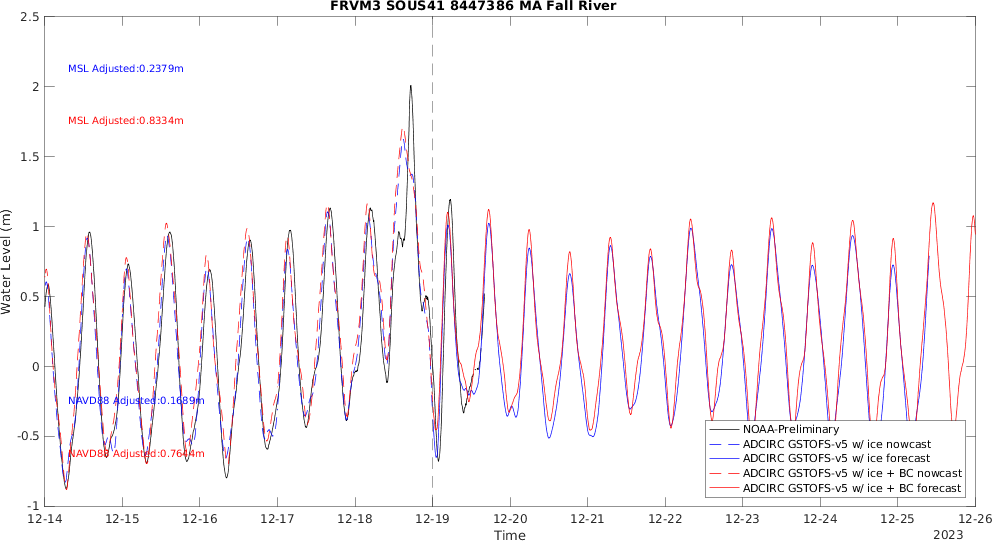 FRVM3 SOUS41 8447386 MA Fall River
2.5
2
1.5
1
0.5
0
-0.5
-1
Water Level (m)
MSL Adjusted:0.2379m
MSL Adjusted:0.8334m
NAVD88 Adjusted:0.1689m
NAVD88 Adjusted:0.7644m
NOAA-Preliminary
ADCIRC GSTOFS-v5 w/ ice nowcast
ADCIRC GSTOFS-v5 w/ ice forecast
ADCIRC GSTOFS-v5 w/ ice + BC nowcast
ADCIRC GSTOFS-v5 w/ ice + BC forecast
12-14 12-15 12-16 12-17 12-18 12-19 12-20 12-21 12-22 12-23 12-24 12-25 12-26
Time
2023